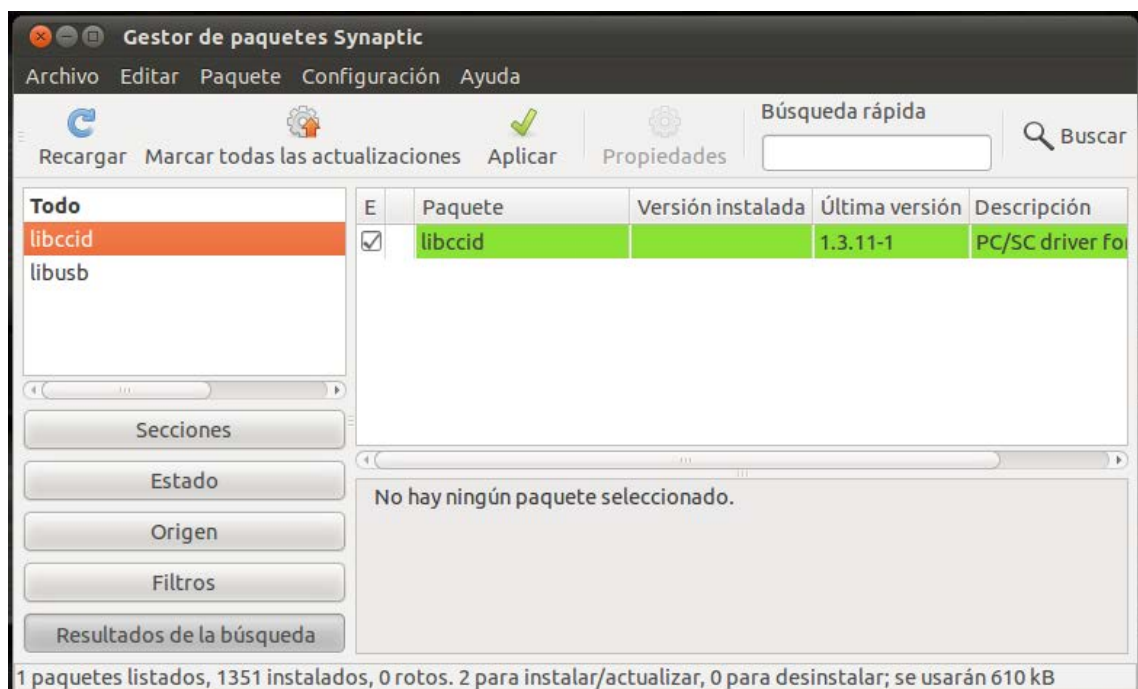 Gestor de paquetes Synaptic
Archivo Editar Paquete Configuración Ayuda
Búsqueda rápida
Recargar Marcar todas las actualizaciones Aplicar Propiedades Buscar
Todo
libccid
libusb
E Paquete Versión instalada Última versión Descripción
libccid 1.3.11-1 PC/SC driver for
Secciones
Estado
Origen
Filtros
Resultados de la búsqueda
No hay ningún paquete seleccionado.
1 paquetes listados, 1351 instalados, 0 rotos. 2 para instalar/actualizar, 0 para desinstalar; se usarán 610 kB